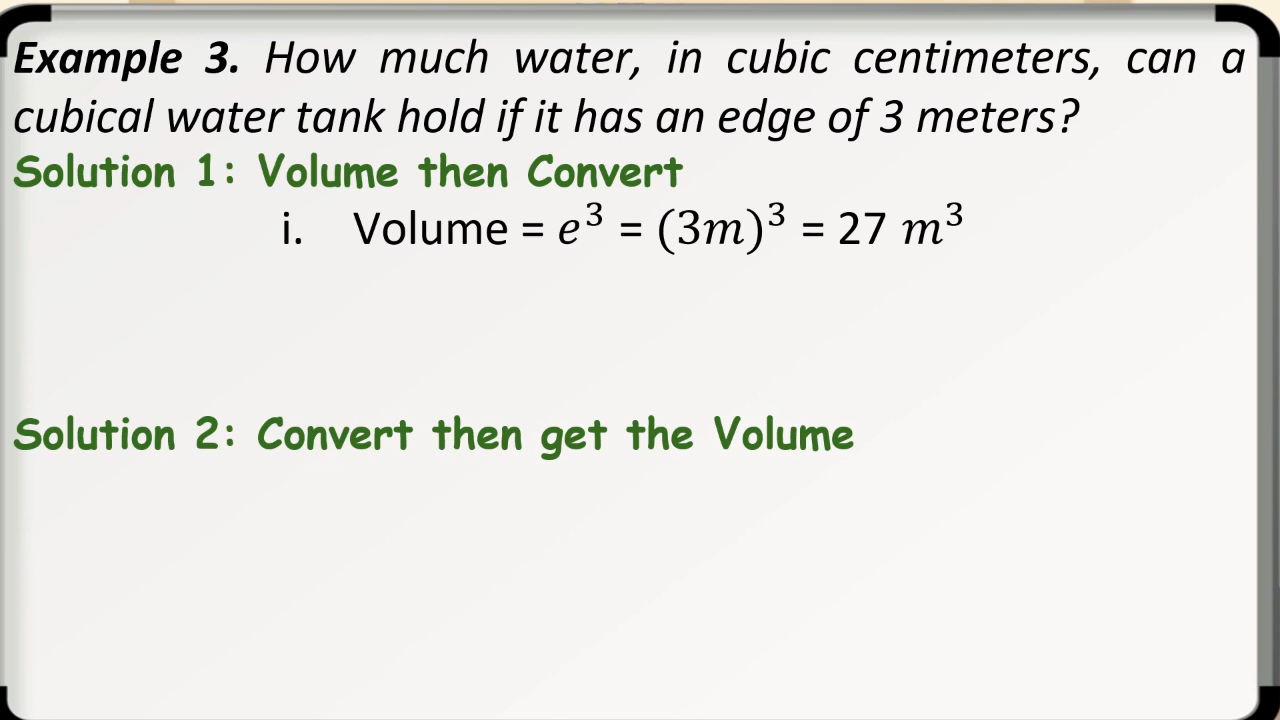 Example 3. How much water, in cubic centimeters, can a
cubical water tank hold if it has an edge of 3 meters?
Solution 1: Volume then Convert
i. Volume = 𝑒³ = (3𝑚)³ = 27 𝑚³
Solution 2: Convert then get the Volume